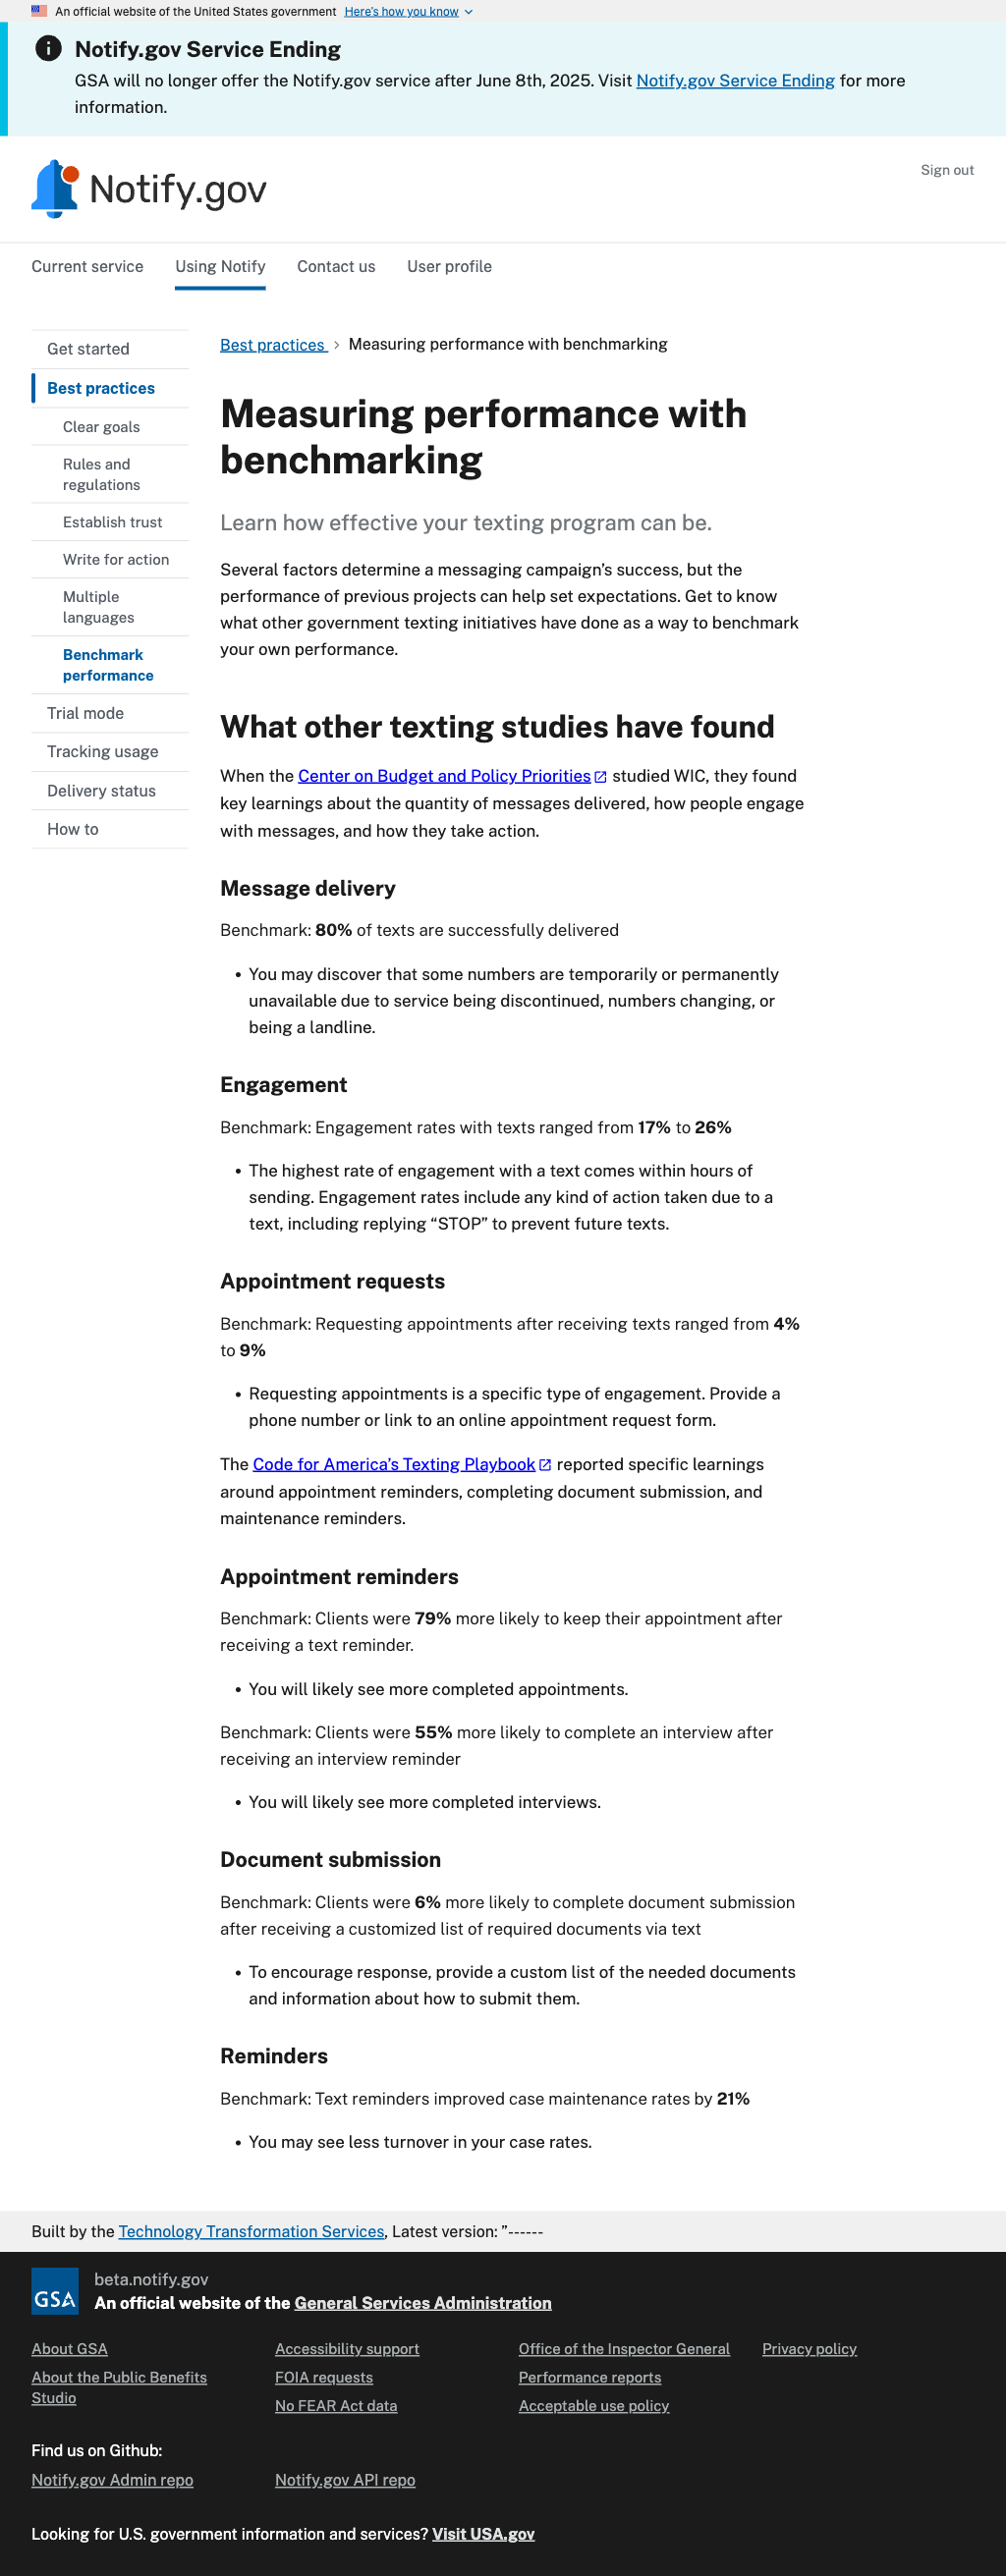 An official website of the United States government Here's how you know
Notify.gov Service Ending
GSA will no longer offer the Notify.gov service after June 8th, 2025. Visit Notify.gov Service Ending for more
information.
Notify.gov
Sign out
Current service Using Notify Contact us User profile
Get started
Best practices
Clear goals
Rules and
regulations
Establish trust
Write for action
Multiple
languages
Benchmark
performance
Trial mode
Tracking usage
Delivery status
How to
Best practices › Measuring performance with benchmarking
Measuring performance with
benchmarking
Learn how effective your texting program can be.
Several factors determine a messaging campaign’s success, but the
performance of previous projects can help set expectations. Get to know
what other government texting initiatives have done as a way to benchmark
your own performance.
What other texting studies have found
When the Center on Budget and Policy Priorities studied WIC, they found
key learnings about the quantity of messages delivered, how people engage
with messages, and how they take action.
Message delivery
Benchmark: 80% of texts are successfully delivered
• You may discover that some numbers are temporarily or permanently
unavailable due to service being discontinued, numbers changing, or
being a landline.
Engagement
Benchmark: Engagement rates with texts ranged from 17% to 26%
• The highest rate of engagement with a text comes within hours of
sending. Engagement rates include any kind of action taken due to a
text, including replying “STOP” to prevent future texts.
Appointment requests
Benchmark: Requesting appointments after receiving texts ranged from 4%
to 9%
• Requesting appointments is a specific type of engagement. Provide a
phone number or link to an online appointment request form.
The Code for America’s Texting Playbook reported specific learnings
around appointment reminders, completing document submission, and
maintenance reminders.
Appointment reminders
Benchmark: Clients were 79% more likely to keep their appointment after
receiving a text reminder.
• You will likely see more completed appointments.
Benchmark: Clients were 55% more likely to complete an interview after
receiving an interview reminder
• You will likely see more completed interviews.
Document submission
Benchmark: Clients were 6% more likely to complete document submission
after receiving a customized list of required documents via text
• To encourage response, provide a custom list of the needed documents
and information about how to submit them.
Reminders
Benchmark: Text reminders improved case maintenance rates by 21%
• You may see less turnover in your case rates.
Built by the Technology Transformation Services, Latest version: ”------
GSA
beta.notify.gov
An official website of the General Services Administration
About GSA
About the Public Benefits
Studio
Accessibility support
FOIA requests
No FEAR Act data
Office of the Inspector General
Performance reports
Acceptable use policy
Privacy policy
Find us on Github:
Notify.gov Admin repo Notify.gov API repo
Looking for U.S. government information and services? Visit USA.gov